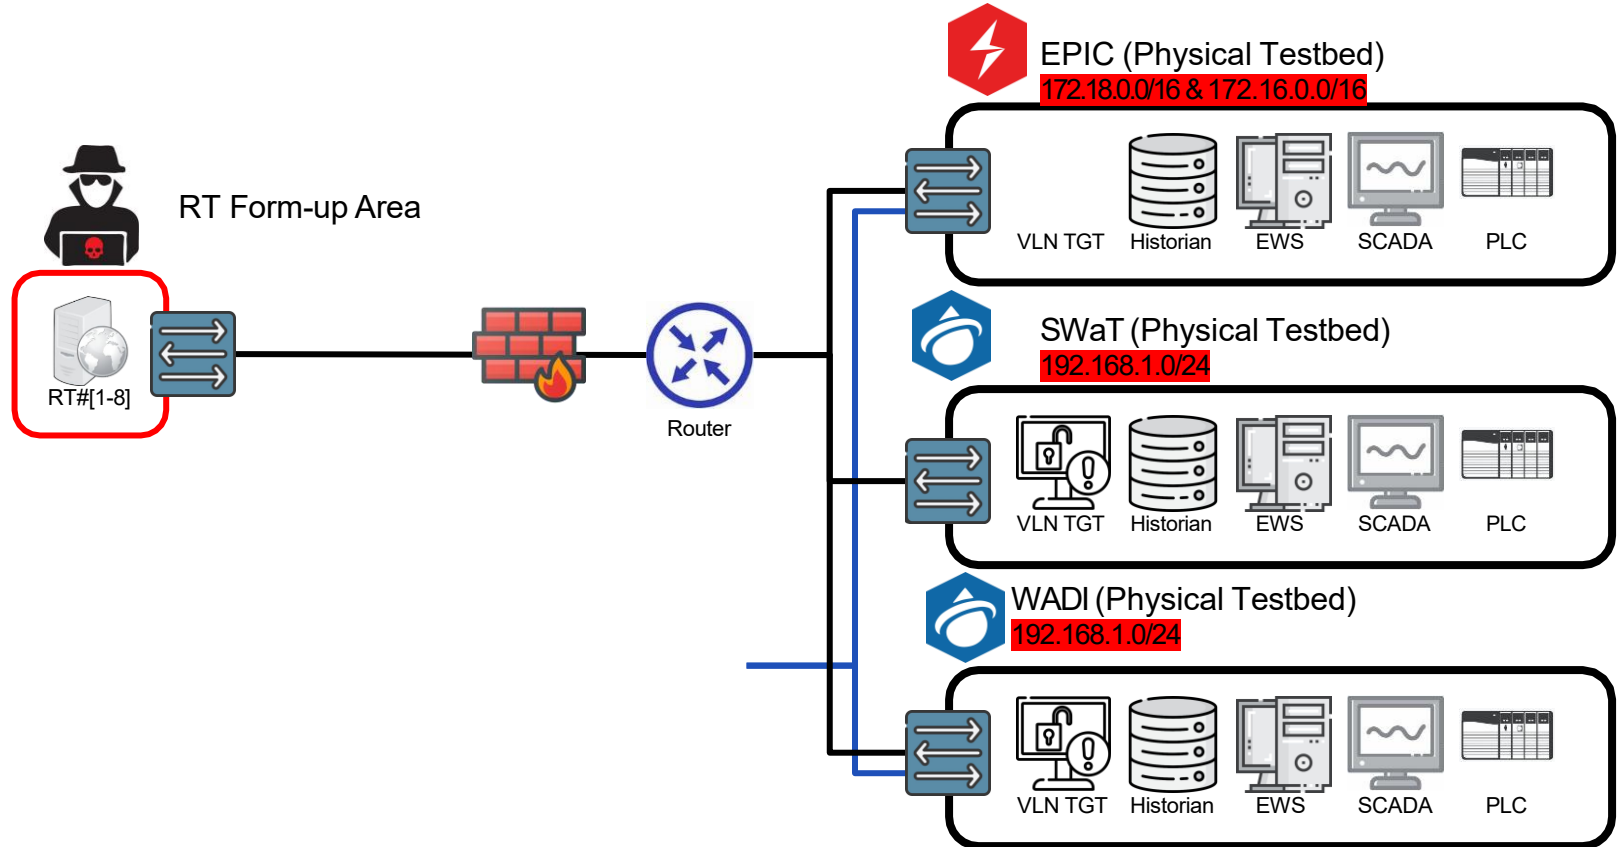 EPIC (Physical Testbed)
172.18.0.0/16 & 172.16.0.0/16
RT Form-up Area
VLN TGT Historian EWS SCADA PLC
SWaT (Physical Testbed)
192.168.1.0/24
RT#[1-8]
Router
VLN TGT Historian EWS SCADA PLC
WADI (Physical Testbed)
192.168.1.0/24
VLN TGT Historian EWS SCADA PLC